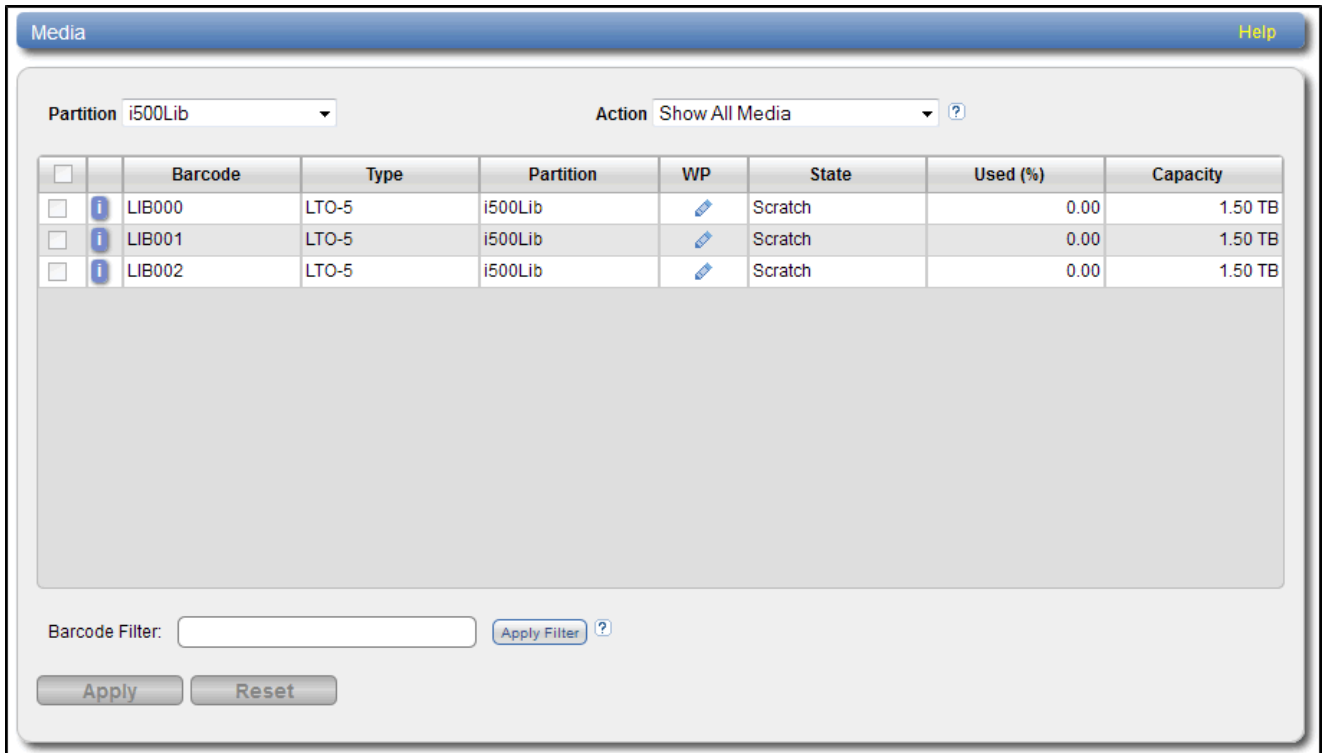 Media Help
Partition i500Lib Action Show All Media ?
Barcode Type Partition WP State Used (%) Capacity
i LIB000 LTO-5 i500Lib Scratch 0.00 1.50 TB
i LIB001 LTO-5 i500Lib Scratch 0.00 1.50 TB
i LIB002 LTO-5 i500Lib Scratch 0.00 1.50 TB
Barcode Filter: Apply Filter ?
Apply Reset